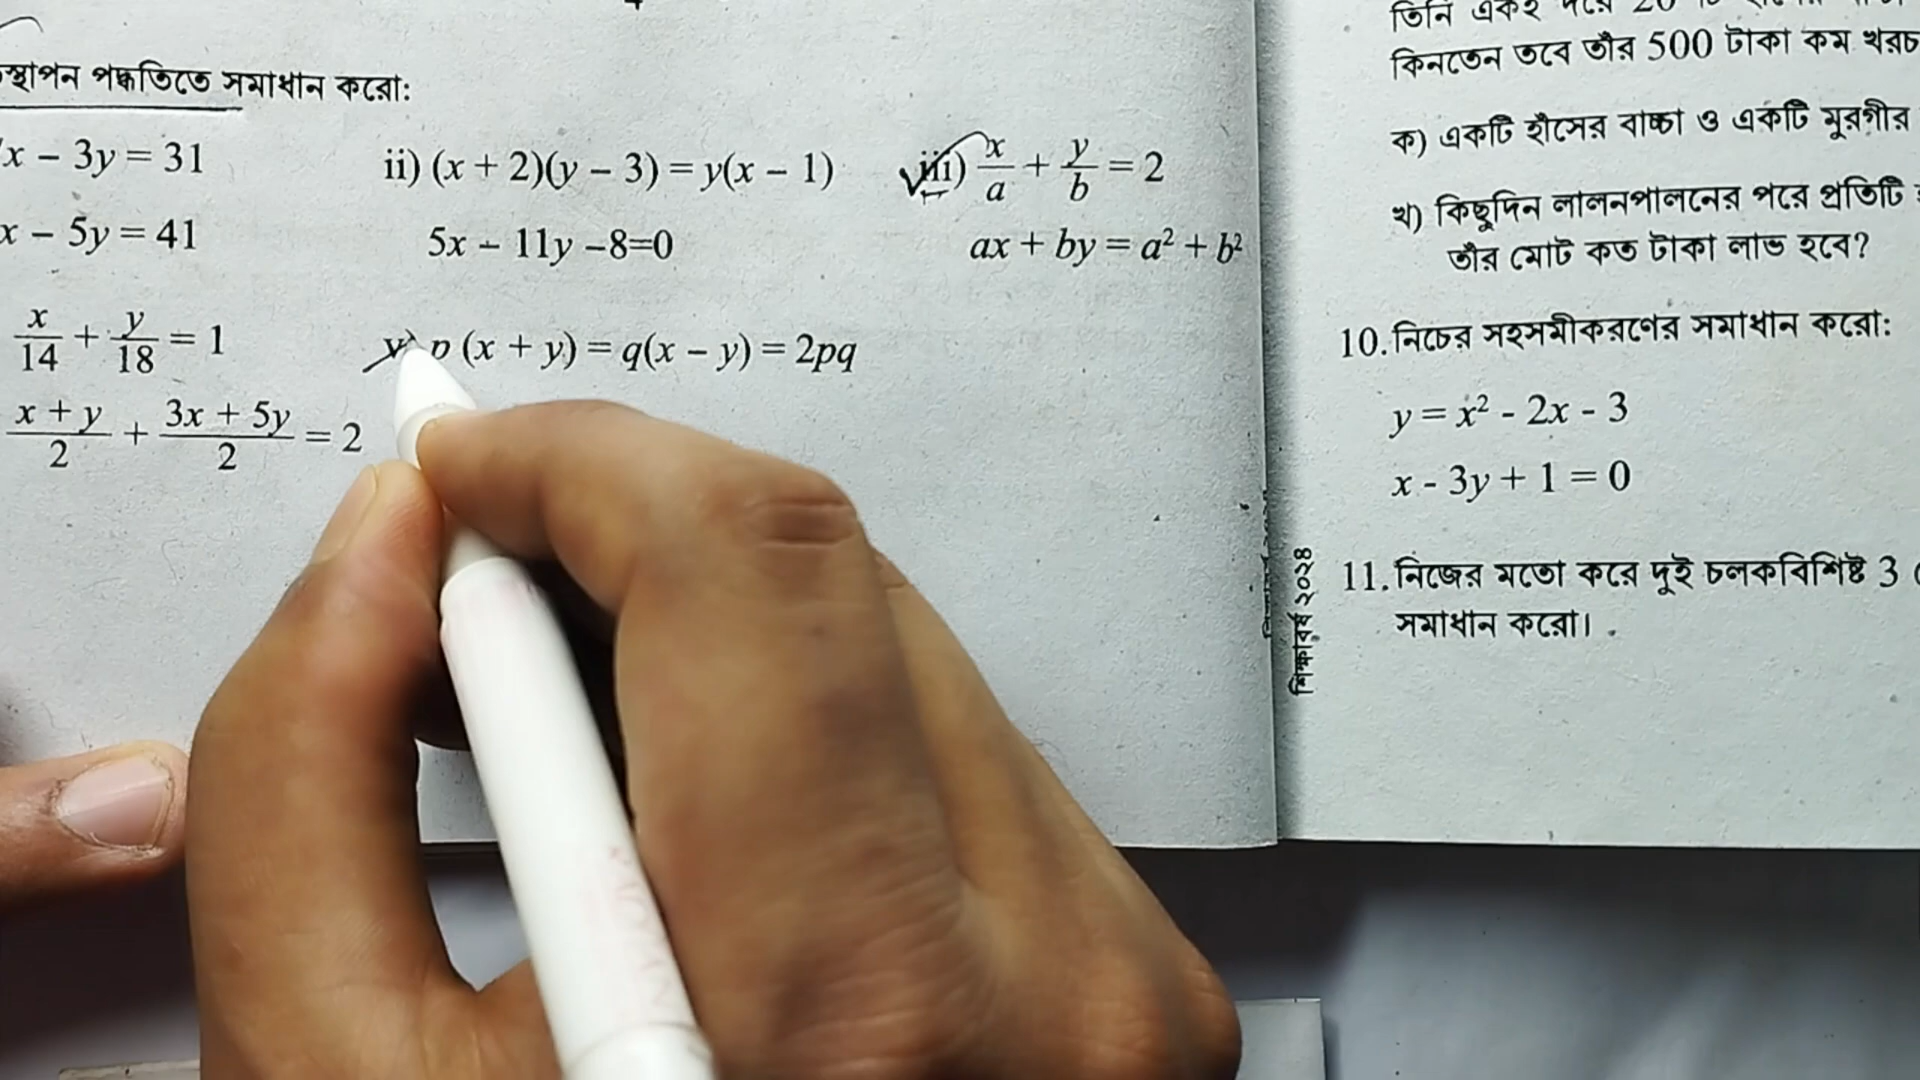 পদ্ধতিতে সমাধান করো:
x – 3y = 31
x – 5y = 41
ii) (x + 2)(y – 3) = y(x – 1)
5x – 11y –8=0
iii) x/a + y/b = 2
ax + by = a² + b²
x/14 + y/18 = 1
(x + y)/2 + (3x + 5y)/2 = 2
v) p (x + y) = q(x – y) = 2pq
কিনতেন তবে তাঁর 500 টাকা কম খরচ
ক) একটি হাঁসের বাচ্চা ও একটি মুরগীর
খ) কিছুদিন লালনপালনের পরে প্রতিটি
তাঁর মোট কত টাকা লাভ হবে?
10. নিচের সহসমীকরণের সমাধান করো:
y = x² - 2x - 3
x - 3y + 1 = 0
11. নিজের মতো করে দুই চলকবিশিষ্ট 3
সমাধান করো।
শিক্ষাবর্ষ ২০২৪